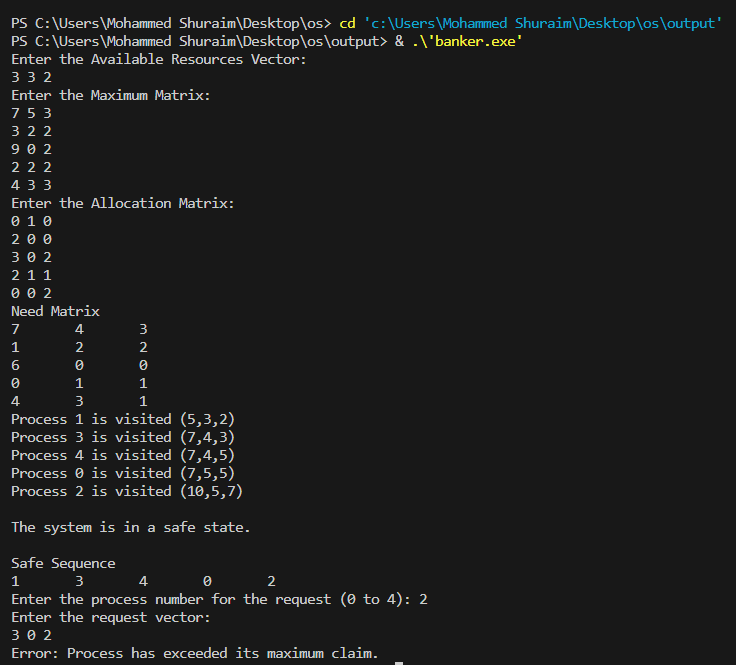 PS C:\Users\Mohammed Shuraim\Desktop\os> cd 'c:\Users\Mohammed Shuraim\Desktop\os\output'
PS C:\Users\Mohammed Shuraim\Desktop\os\output> & .\'banker.exe'
Enter the Available Resources Vector:
3 3 2
Enter the Maximum Matrix:
7 5 3
3 2 2
9 0 2
2 2 2
4 3 3
Enter the Allocation Matrix:
0 1 0
2 0 0
3 0 2
2 1 1
0 0 2
Need Matrix
7 4 3
1 2 2
6 0 0
0 1 1
4 3 1
Process 1 is visited (5,3,2)
Process 3 is visited (7,4,3)
Process 4 is visited (7,4,5)
Process 0 is visited (7,5,5)
Process 2 is visited (10,5,7)
The system is in a safe state.
Safe Sequence
1 3 4 0 2
Enter the process number for the request (0 to 4): 2
Enter the request vector:
3 0 2
Error: Process has exceeded its maximum claim.